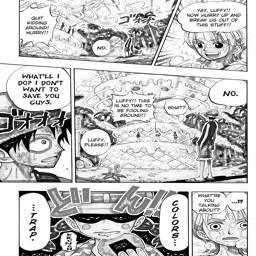 YAY, LUFFY!!
NOW HURRY UP
AND BREAK
US OUT OF
THIS STUFF!!
NO.
QUIT
KIDDING
AROUND
HURRY!!
NO.
WHAT?
LUFFY!! THIS
IS NO TIME TO
BE FOOLING
AROUND!!
LUFFY,
PLEASE!!
WHAT'LL I
DO? I DON'T
WANT TO
SAVE YOU
GUYS.
...!?
WHAT'RE
YOU
TALKING
ABOUT?
COLORS...
...TRAP.